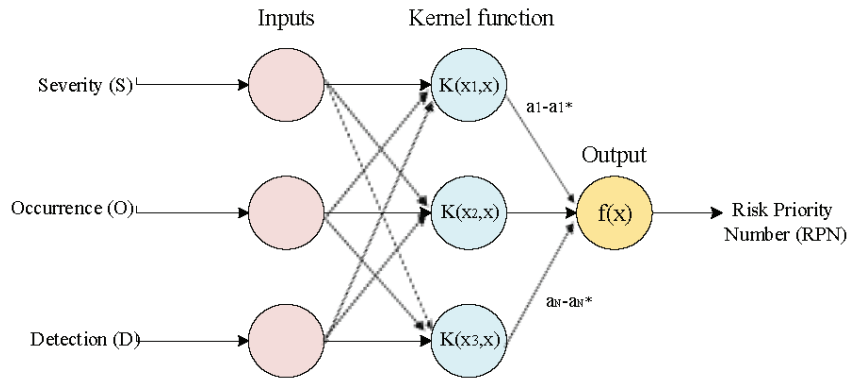 Inputs
Kernel function
Severity (S)
K(x1,x)
a1-a1*
Output
Occurrence (O)
K(x2,x)
f(x)
Risk Priority
Number (RPN)
aN-aN*
Detection (D)
K(x3,x)